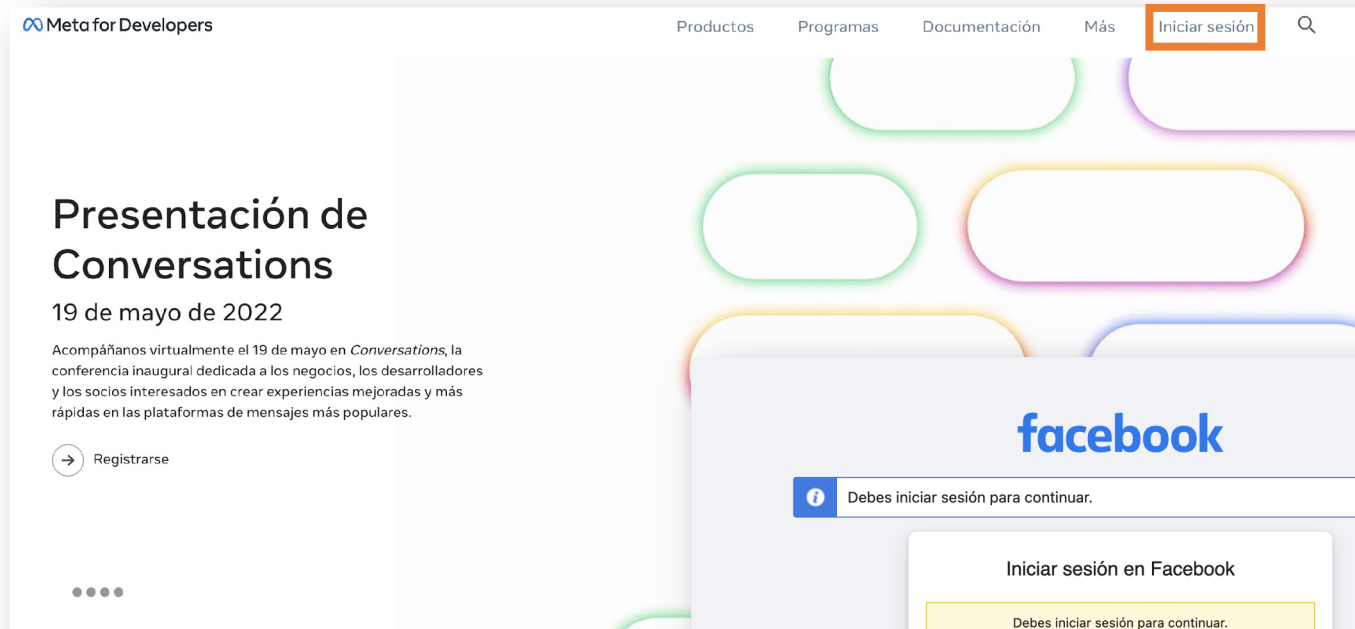 Meta for Developers
Productos Programas Documentación Más Iniciar sesión
Presentación de
Conversations
19 de mayo de 2022
Acompáñanos virtualmente el 19 de mayo en Conversations, la
conferencia inaugural dedicada a los negocios, los desarrolladores
y los socios interesados en crear experiencias mejoradas y más
rápidas en las plataformas de mensajes más populares.
Registrarse
facebook
Debes iniciar sesión para continuar.
Iniciar sesión en Facebook
Debes iniciar sesión para continuar.